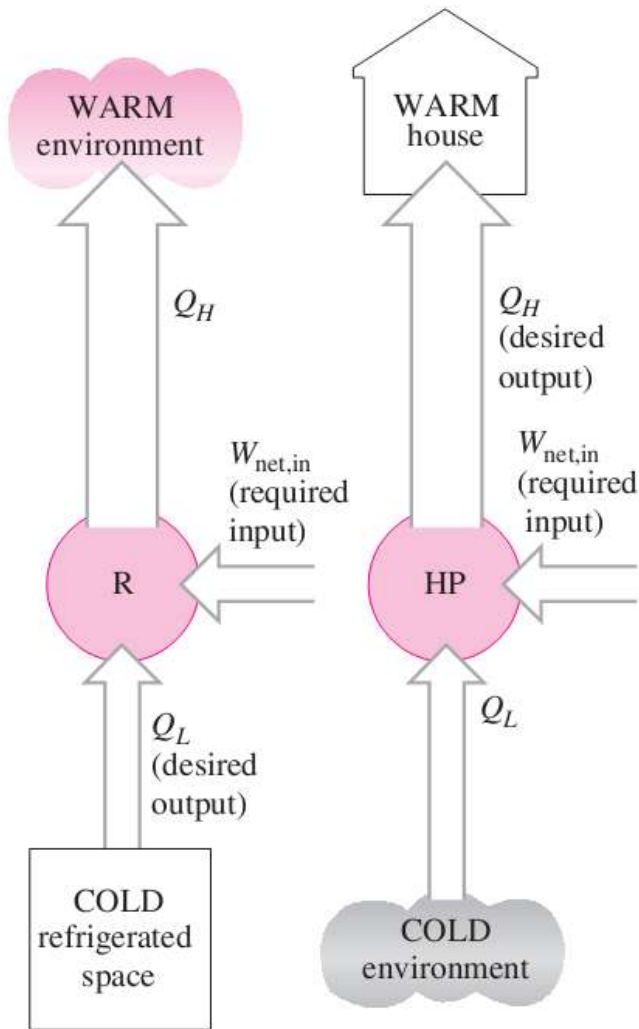 WARM
environment
Q_H
W_net,in
(required
input)
R
Q_L
(desired
output)
COLD
refrigerated
space
WARM
house
Q_H
(desired
output)
W_net,in
(required
input)
HP
Q_L
COLD
environment